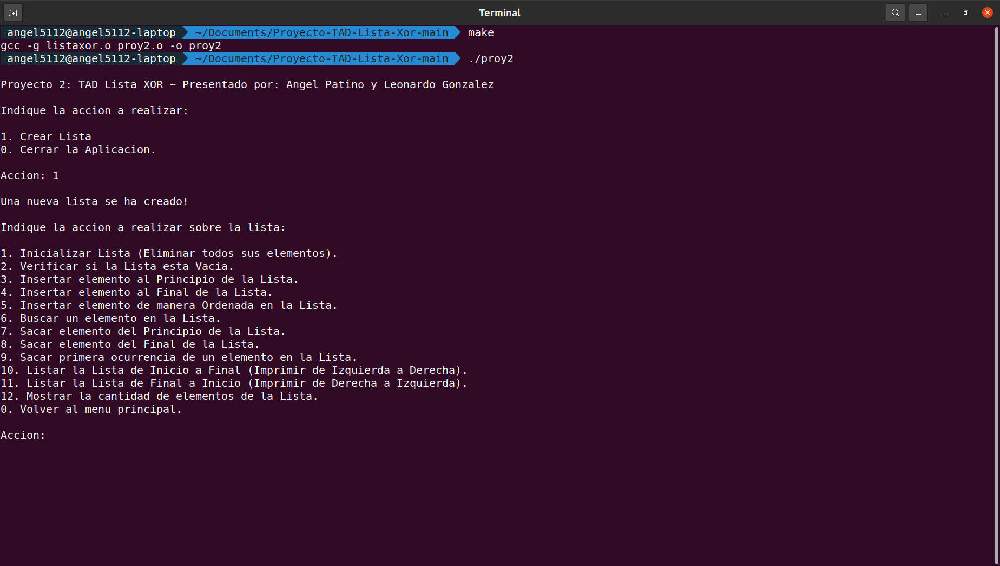 Terminal
angel5112@angel5112-laptop ~/Documents/Proyecto-TAD-Lista-Xor-main make
gcc -g listaxor.o proy2.o -o proy2
angel5112@angel5112-laptop ~/Documents/Proyecto-TAD-Lista-Xor-main ./proy2
Proyecto 2: TAD Lista XOR ~ Presentado por: Angel Patino y Leonardo Gonzalez
Indique la accion a realizar:
1. Crear Lista
0. Cerrar la Aplicacion.
Accion: 1
Una nueva lista se ha creado!
Indique la accion a realizar sobre la lista:
1. Inicializar Lista (Eliminar todos sus elementos).
2. Verificar si la Lista esta Vacia.
3. Insertar elemento al Principio de la Lista.
4. Insertar elemento al Final de la Lista.
5. Insertar elemento de manera Ordenada en la Lista.
6. Buscar un elemento en la Lista.
7. Sacar elemento del Principio de la Lista.
8. Sacar elemento del Final de la Lista.
9. Sacar primera ocurrencia de un elemento en la Lista.
10. Listar la Lista de Inicio a Final (Imprimir de Izquierda a Derecha).
11. Listar la Lista de Final a Inicio (Imprimir de Derecha a Izquierda).
12. Mostrar la cantidad de elementos de la Lista.
0. Volver al menu principal.
Accion: